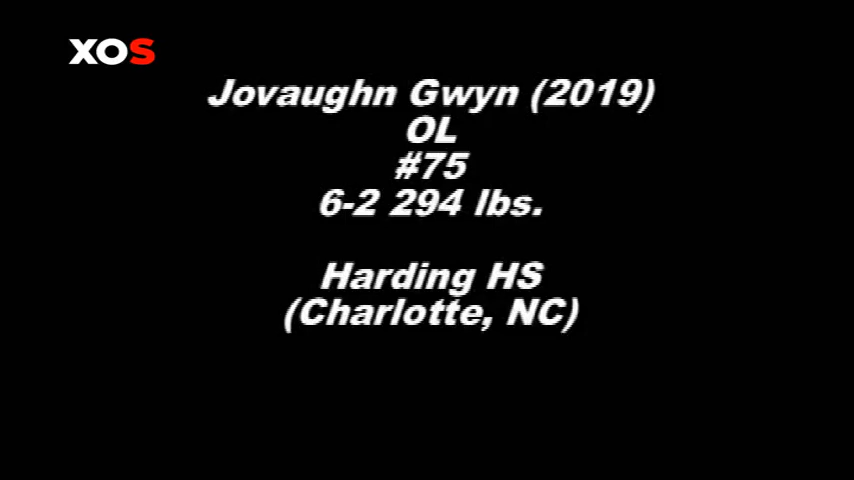 XOS
Jovaughn Gwyn (2019)
OL
#75
6-2 294 lbs.
Harding HS
(Charlotte, NC)